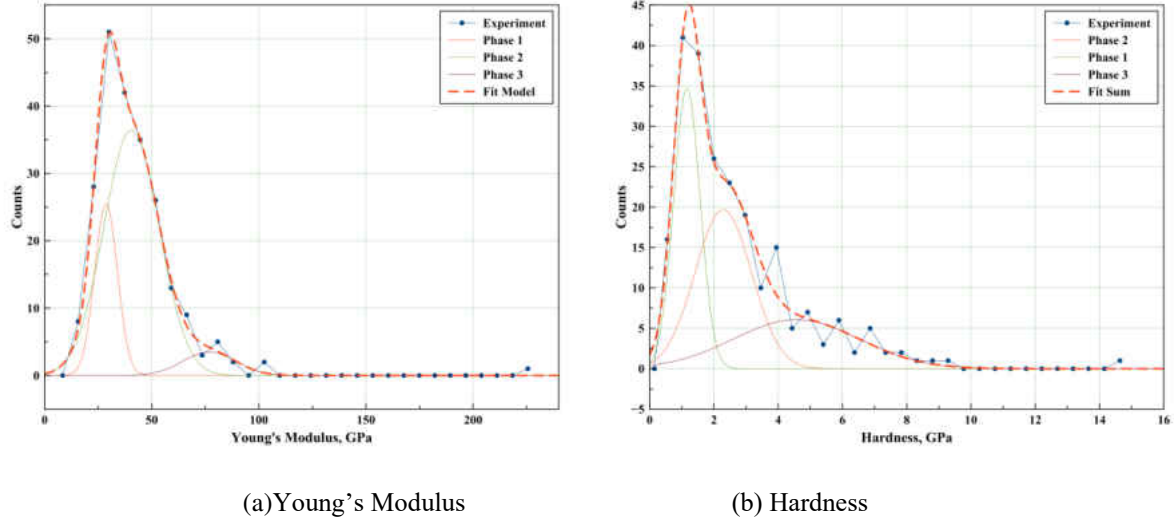 Experiment
Phase 1
Phase 2
Phase 3
Fit Model
50
40
30
20
10
0
Counts
0 50 100 150 200
Young's Modulus, GPa
(a)Young’s Modulus
Experiment
Phase 2
Phase 1
Phase 3
Fit Sum
45
40
35
30
25
20
15
10
5
0
−5
Counts
0 2 4 6 8 10 12 14 16
Hardness, GPa
(b) Hardness